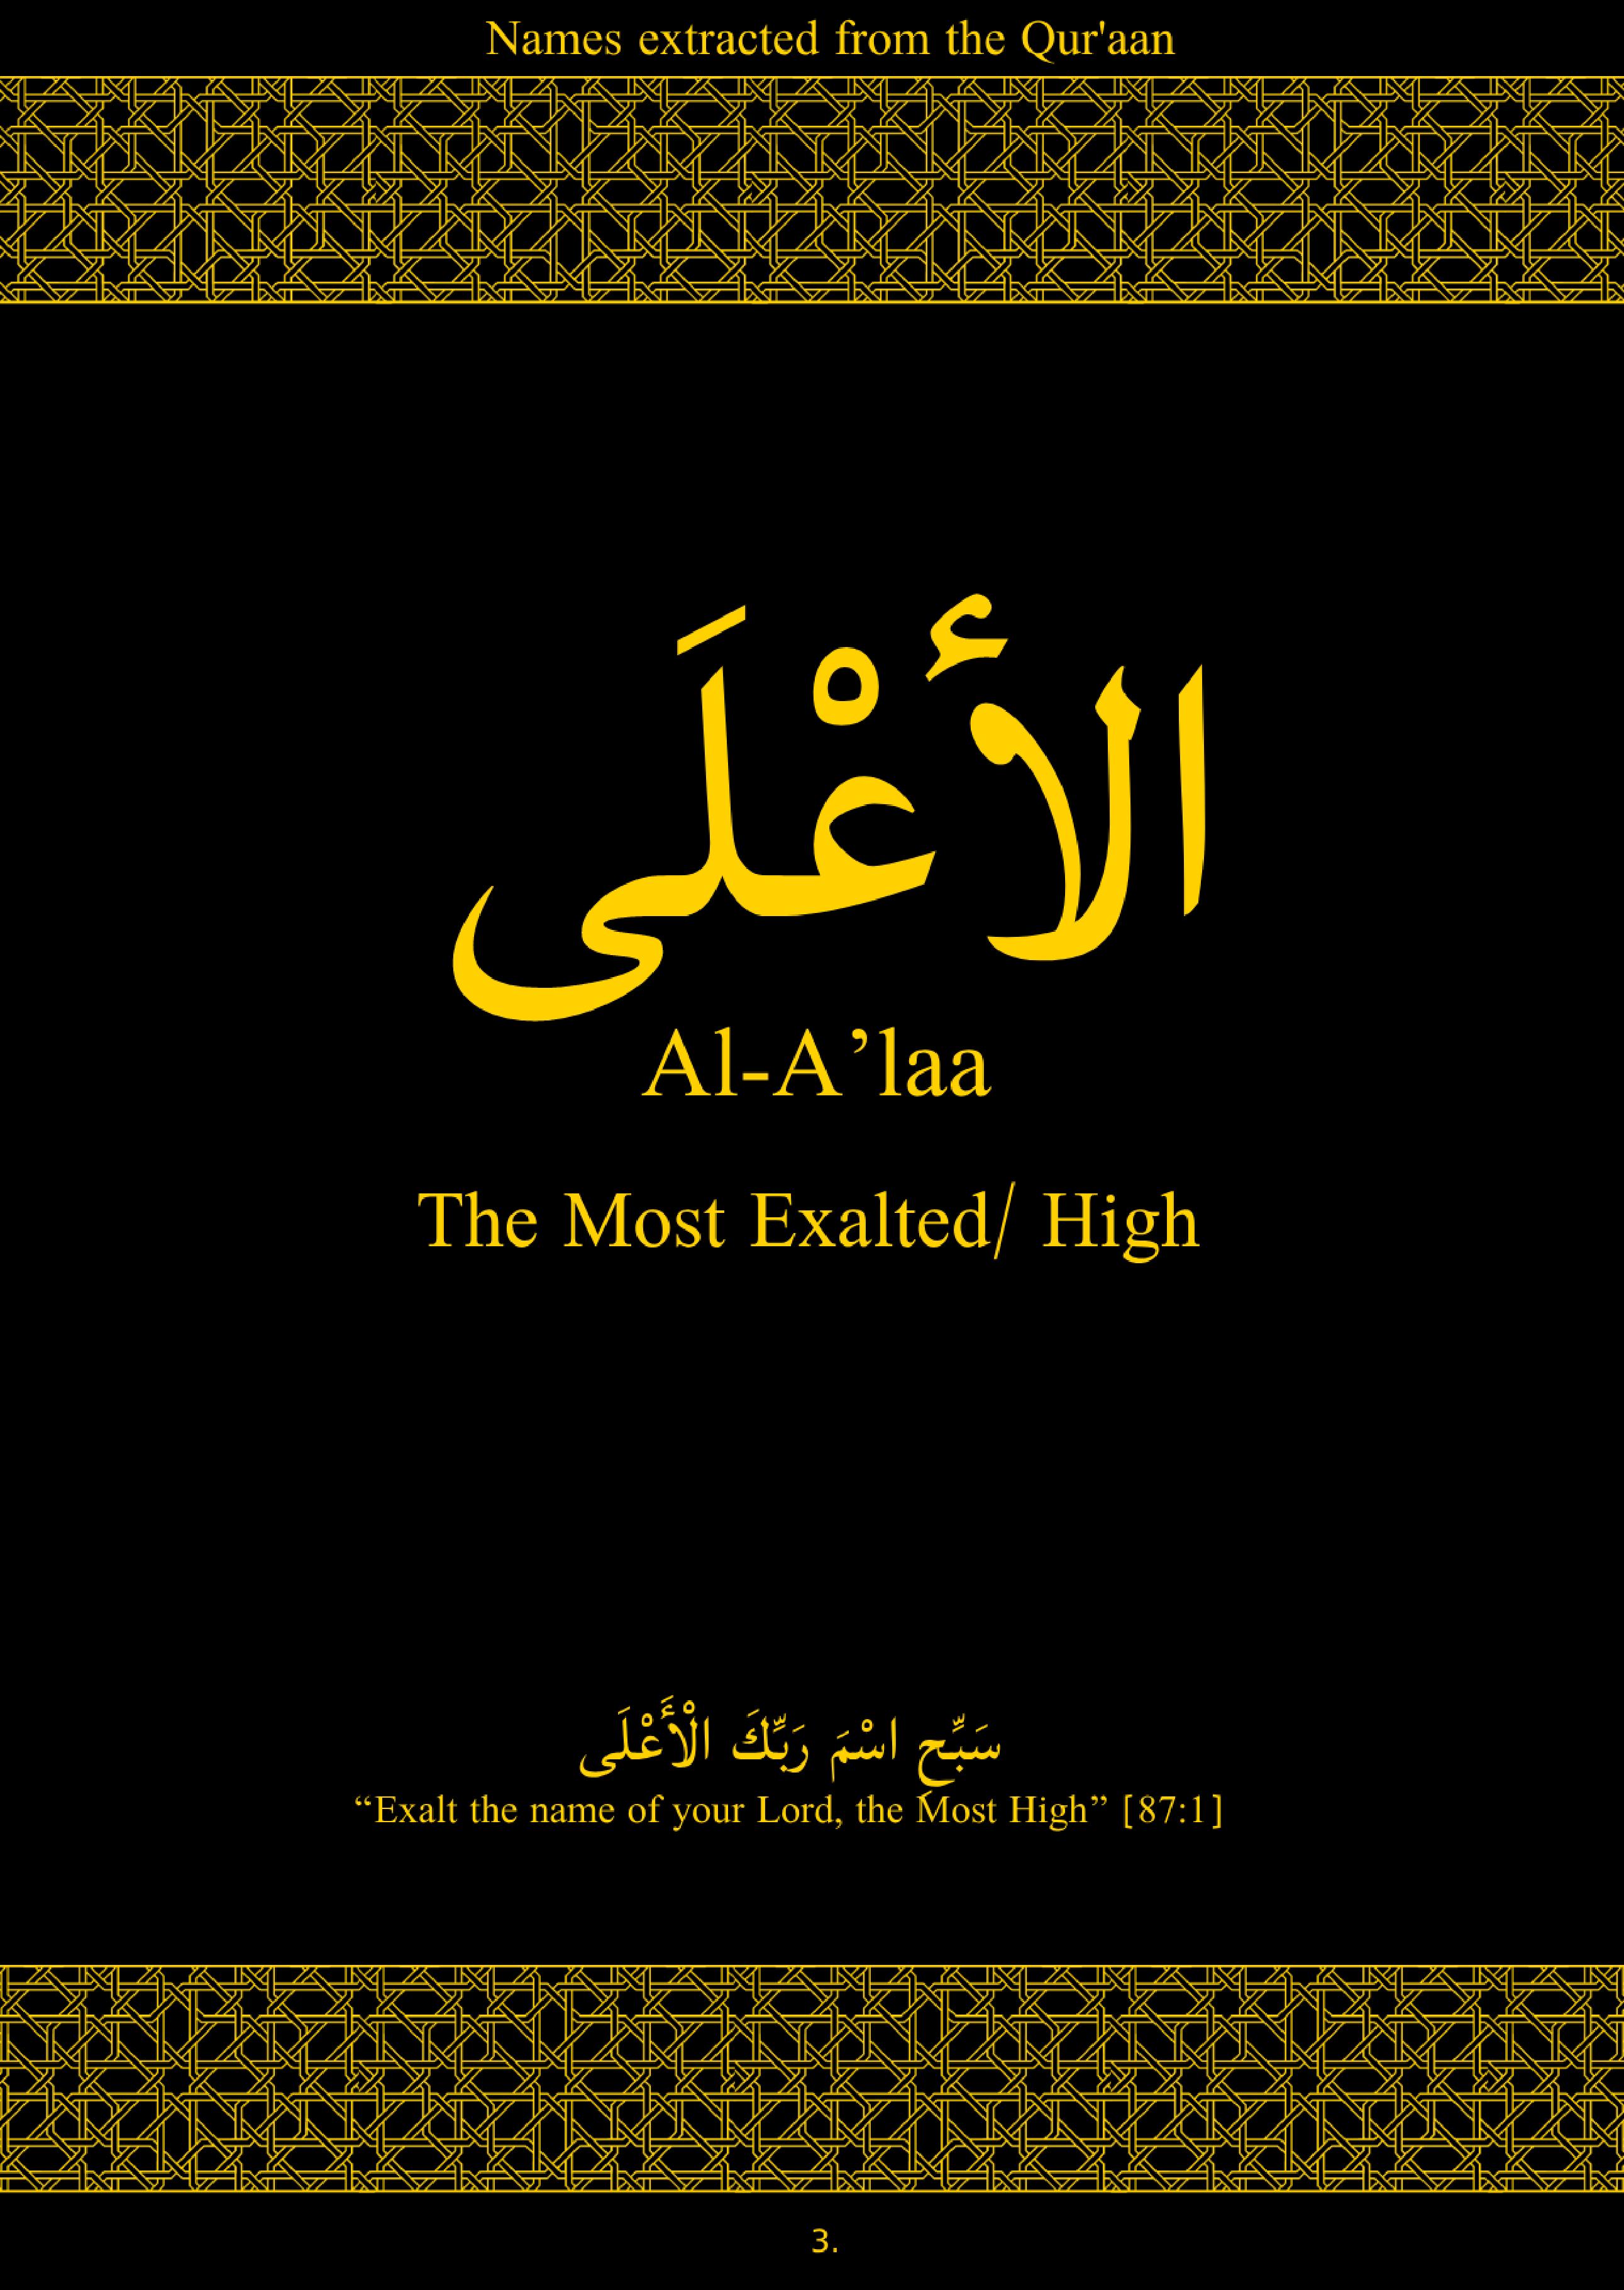 Names extracted from the Qur'aan
الأعْلَى
Al-A’laa
The Most Exalted/ High
سَبِّحِ اسْمَ رَبِّكَ الْأَعْلَى
“Exalt the name of your Lord, the Most High” [87:1]
3.